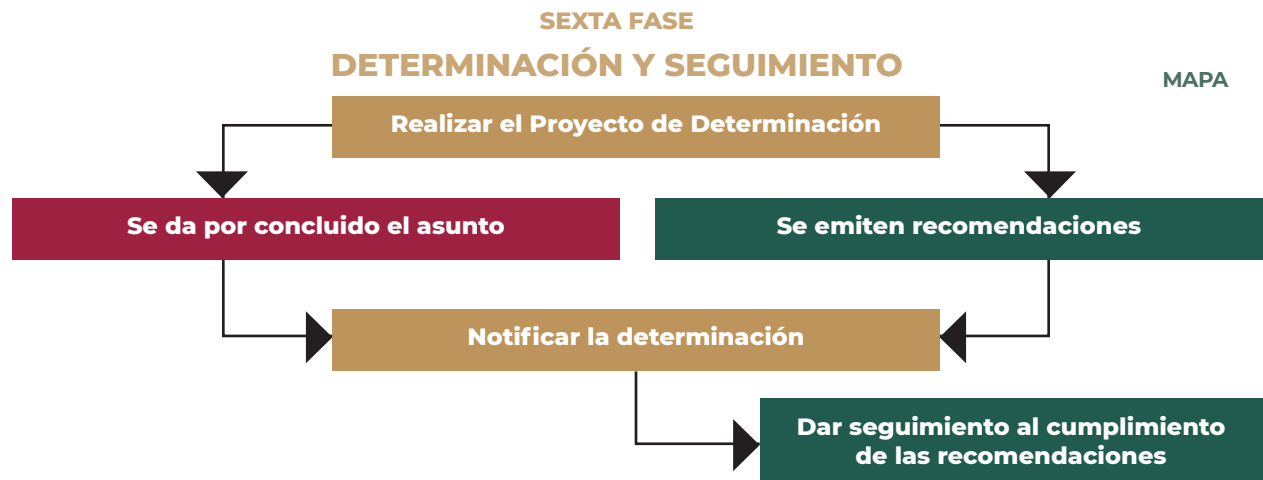 SEXTA FASE
DETERMINACIÓN Y SEGUIMIENTO
MAPA
Realizar el Proyecto de Determinación
Se da por concluido el asunto
Se emiten recomendaciones
Notificar la determinación
Dar seguimiento al cumplimiento
de las recomendaciones